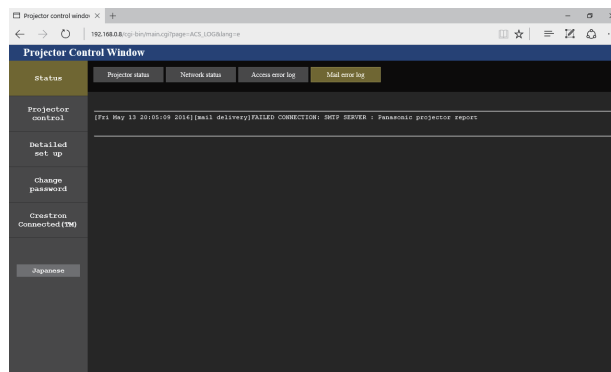 Projector control window
192.168.0.8/cgi-bin/main.cgi?page=ACS_LOG&lang=e
Projector Control Window
Status
Projector status
Network status
Access error log
Mail error log
Projector
control
[Fri May 13 20:05:09 2016][mail delivery]FAILED CONNECTION: SMTP SERVER : Panasonic projector report
Detailed
set up
Change
password
Crestron
Connected(TM)
Japanese